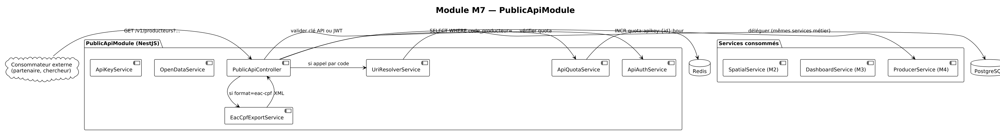 Module M7 — PublicApiModule
GET /v1/producteurs?...
valider clé API ou JWT
SELECT WHERE code_producteur=...
vérifier quota
INCR quota:apikey:{id}:hour
déléguer (mêmes services métier)
PublicApiModule (NestJS)
Services consommés
Consommateur externe
(partenaire, chercheur)
ApiKeyService
OpenDataService
PublicApiController
si appel par code
UriResolverService
ApiQuotaService
ApiAuthService
Redis
SpatialService (M2)
DashboardService (M3)
ProducerService (M4)
PostgreSQ
si format=eac-cpf
XML
EacCpfExportService